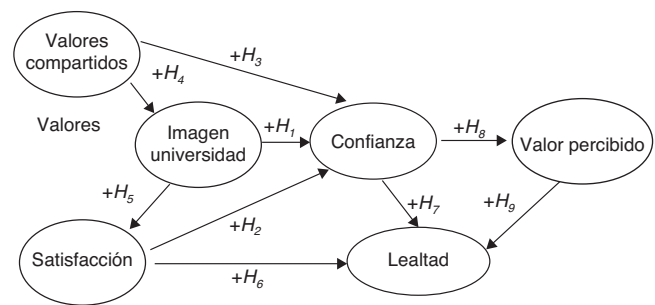 Valores
compartidos
+H3
+H4
Valores
Imagen
universidad
+H1
Confianza
+H8
Valor percibido
+H5
+H2
+H7
+H9
Satisfacción
+H6
Lealtad